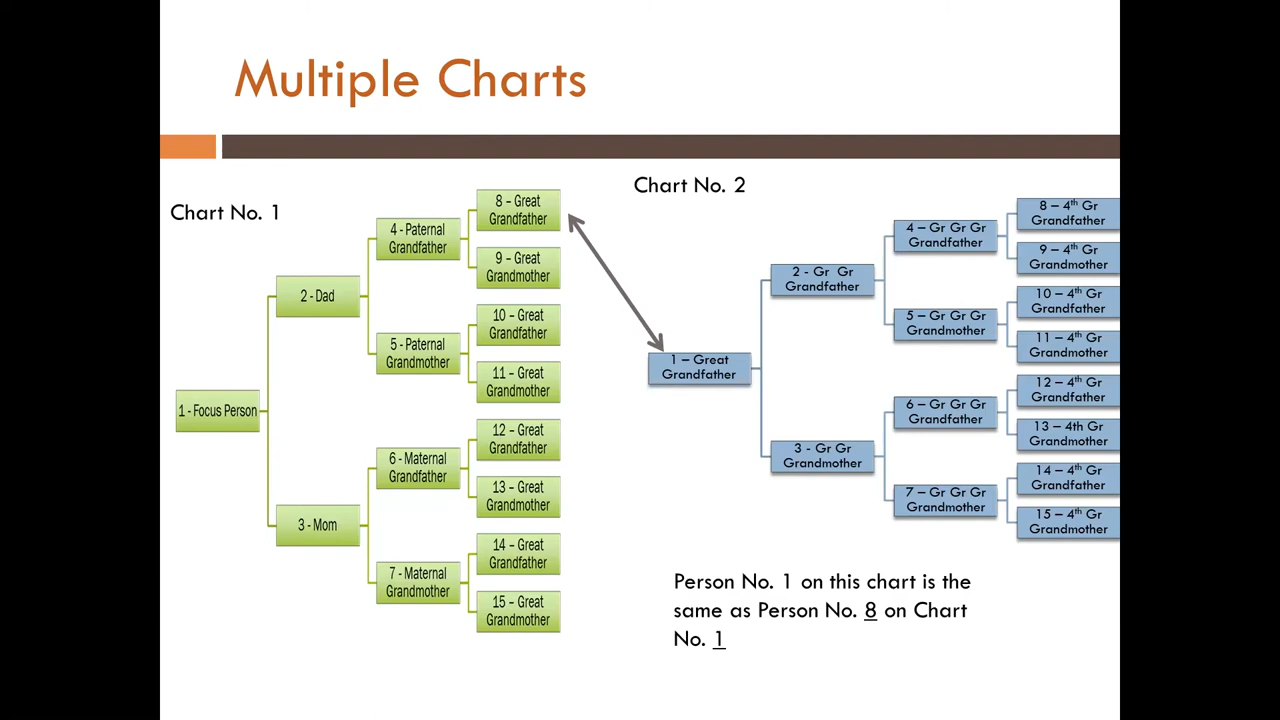 Multiple Charts
Chart No. 1
1 - Focus Person
2 - Dad
3 - Mom
4 - Paternal
Grandfather
5 - Paternal
Grandmother
6 - Maternal
Grandfather
7 - Maternal
Grandmother
8 – Great
Grandfather
9 – Great
Grandmother
10 – Great
Grandfather
11 – Great
Grandmother
12 – Great
Grandfather
13 – Great
Grandmother
14 – Great
Grandfather
15 – Great
Grandmother
Chart No. 2
1 – Great
Grandfather
2 - Gr Gr
Grandfather
3 - Gr Gr
Grandmother
4 – Gr Gr Gr
Grandfather
5 – Gr Gr Gr
Grandmother
6 – Gr Gr Gr
Grandfather
7 – Gr Gr Gr
Grandmother
8 – 4th Gr
Grandfather
9 – 4th Gr
Grandmother
10 – 4th Gr
Grandfather
11 – 4th Gr
Grandmother
12 – 4th Gr
Grandfather
13 – 4th Gr
Grandmother
14 – 4th Gr
Grandfather
15 – 4th Gr
Grandmother
Person No. 1 on this chart is the
same as Person No. 8 on Chart
No. 1